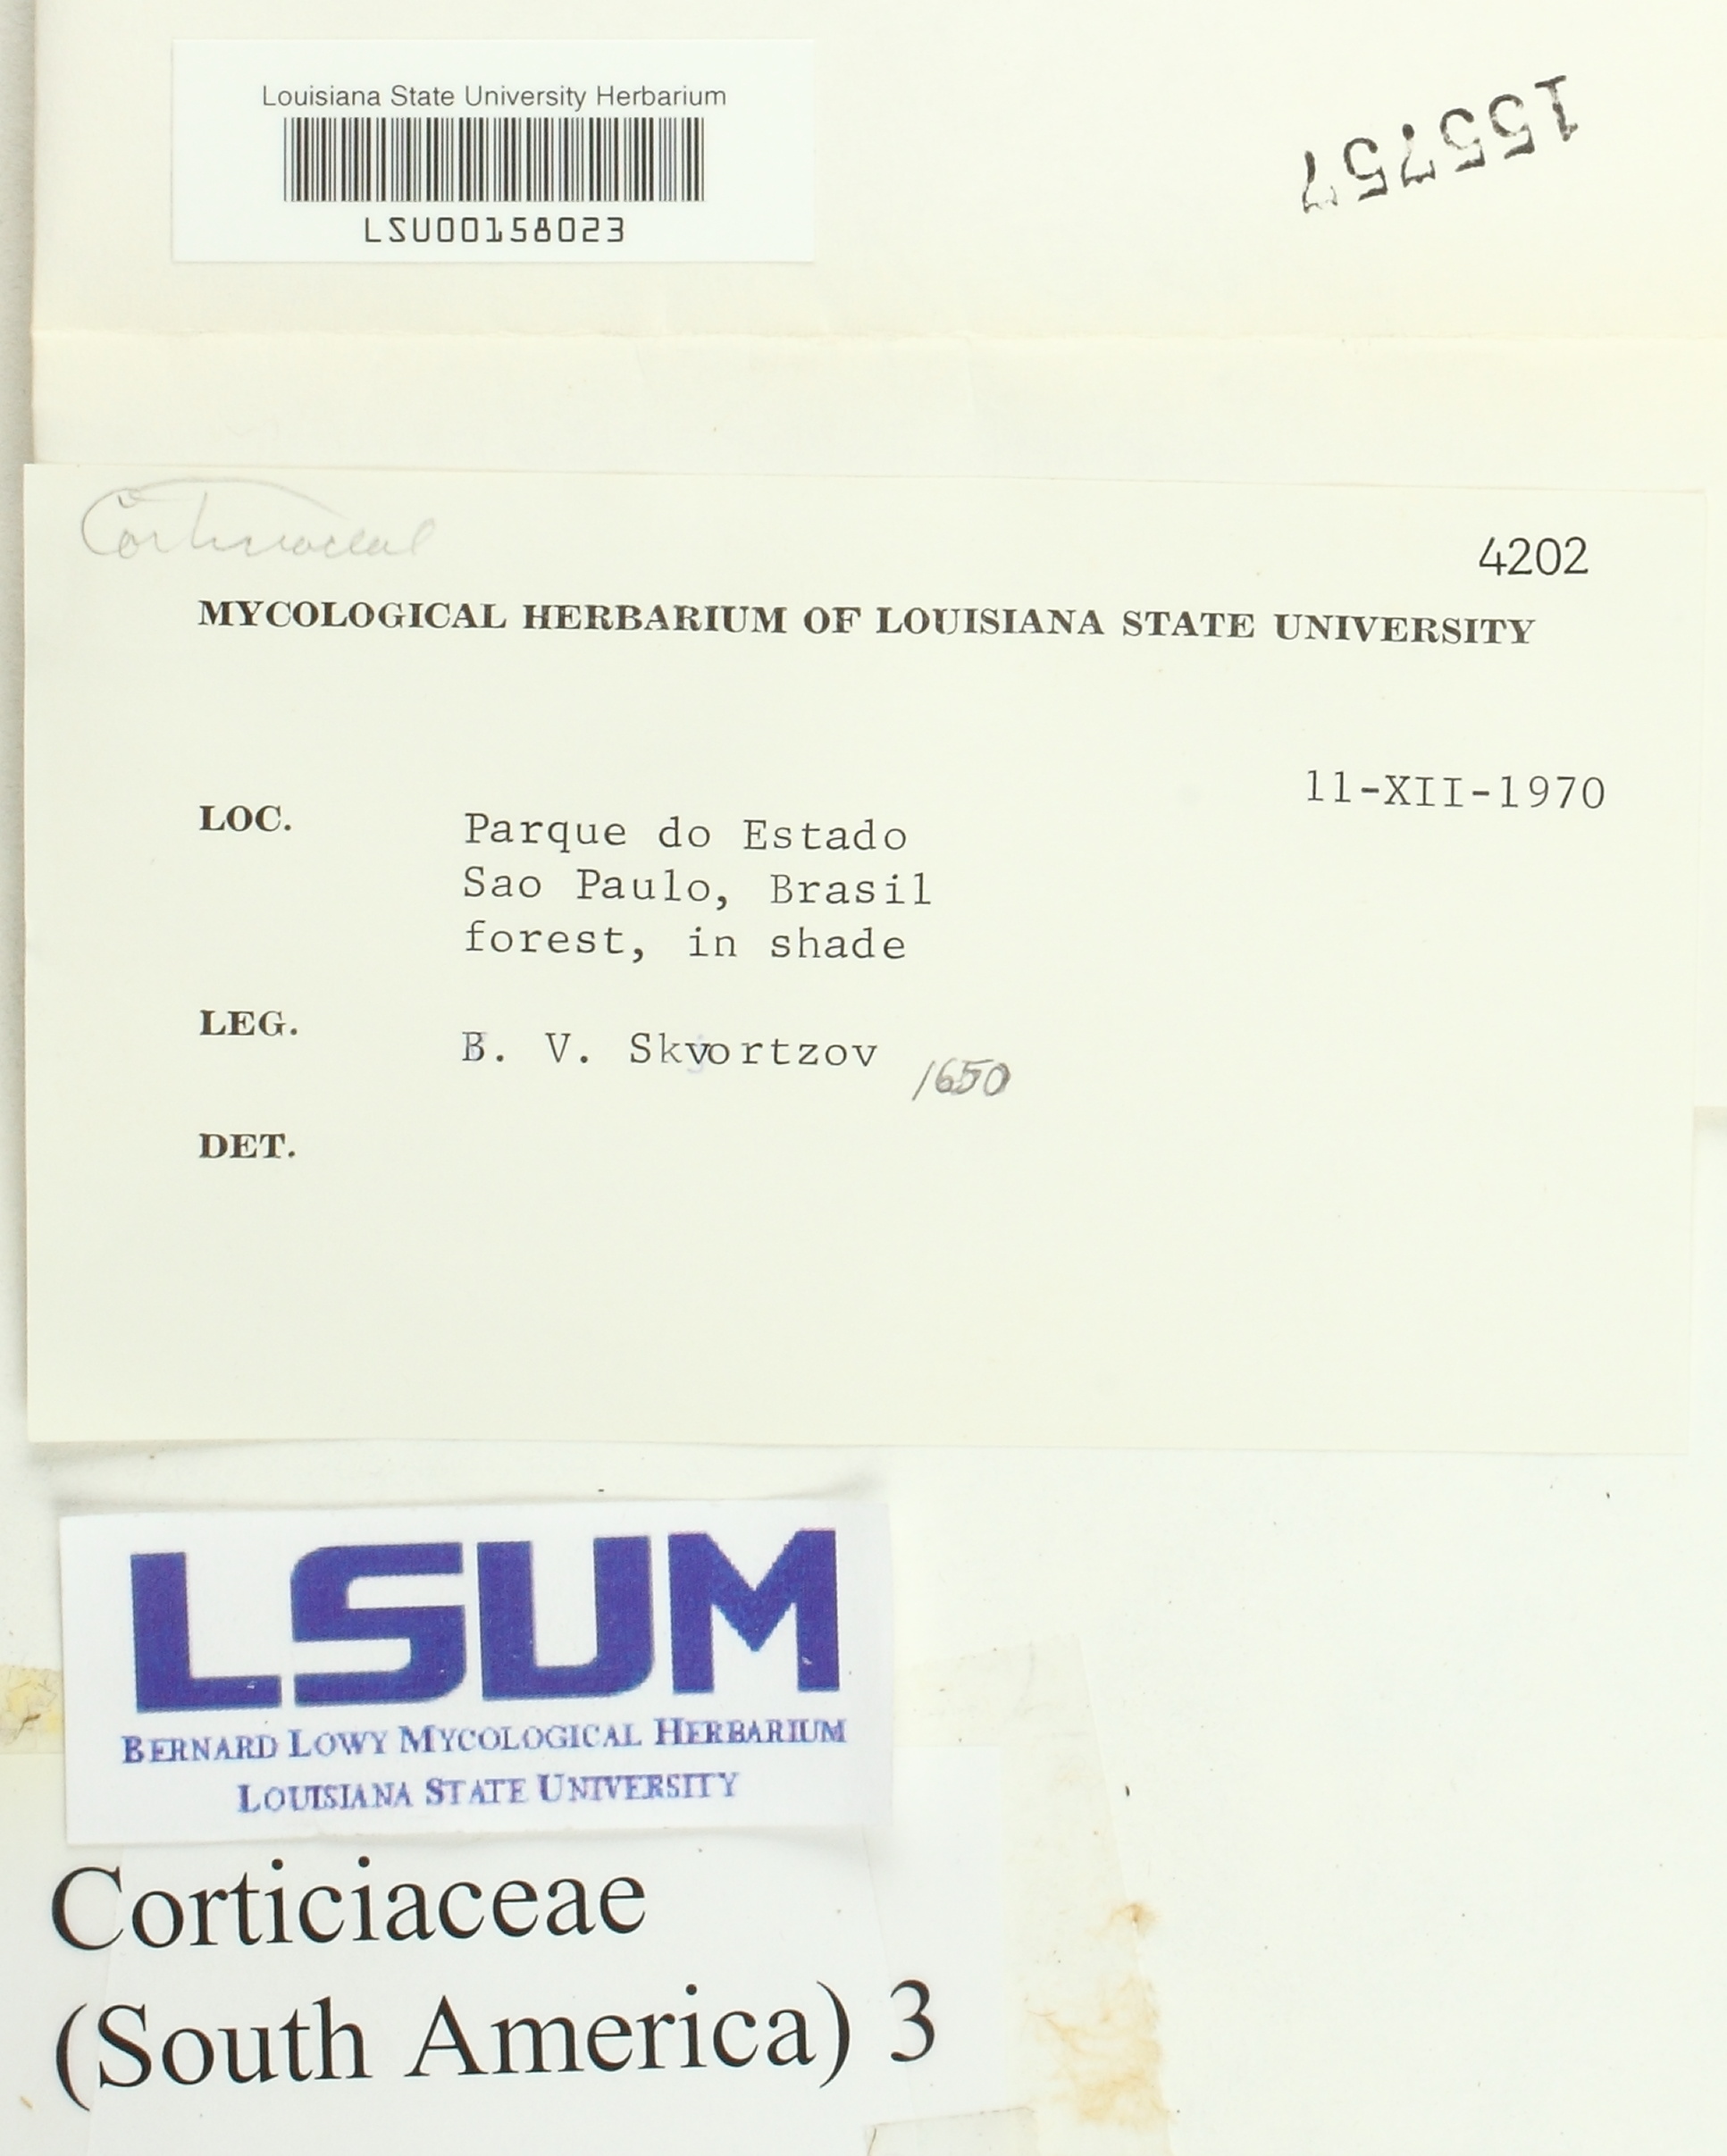 Louisiana State University Herbarium
LSU00158023
155757
4202
MYCOLOGICAL HERBARIUM OF LOUISIANA STATE UNIVERSITY
11-XII-1970
LOC. Parque do Estado
Sao Paulo, Brasil
forest, in shade
LEG. B. V. Skvortzov 1650
DET.
LSUM
BERNARD LOWY MYCOLOGICAL HERBARIUM
LOUISIANA STATE UNIVERSITY
Corticiaceae
(South America) 3